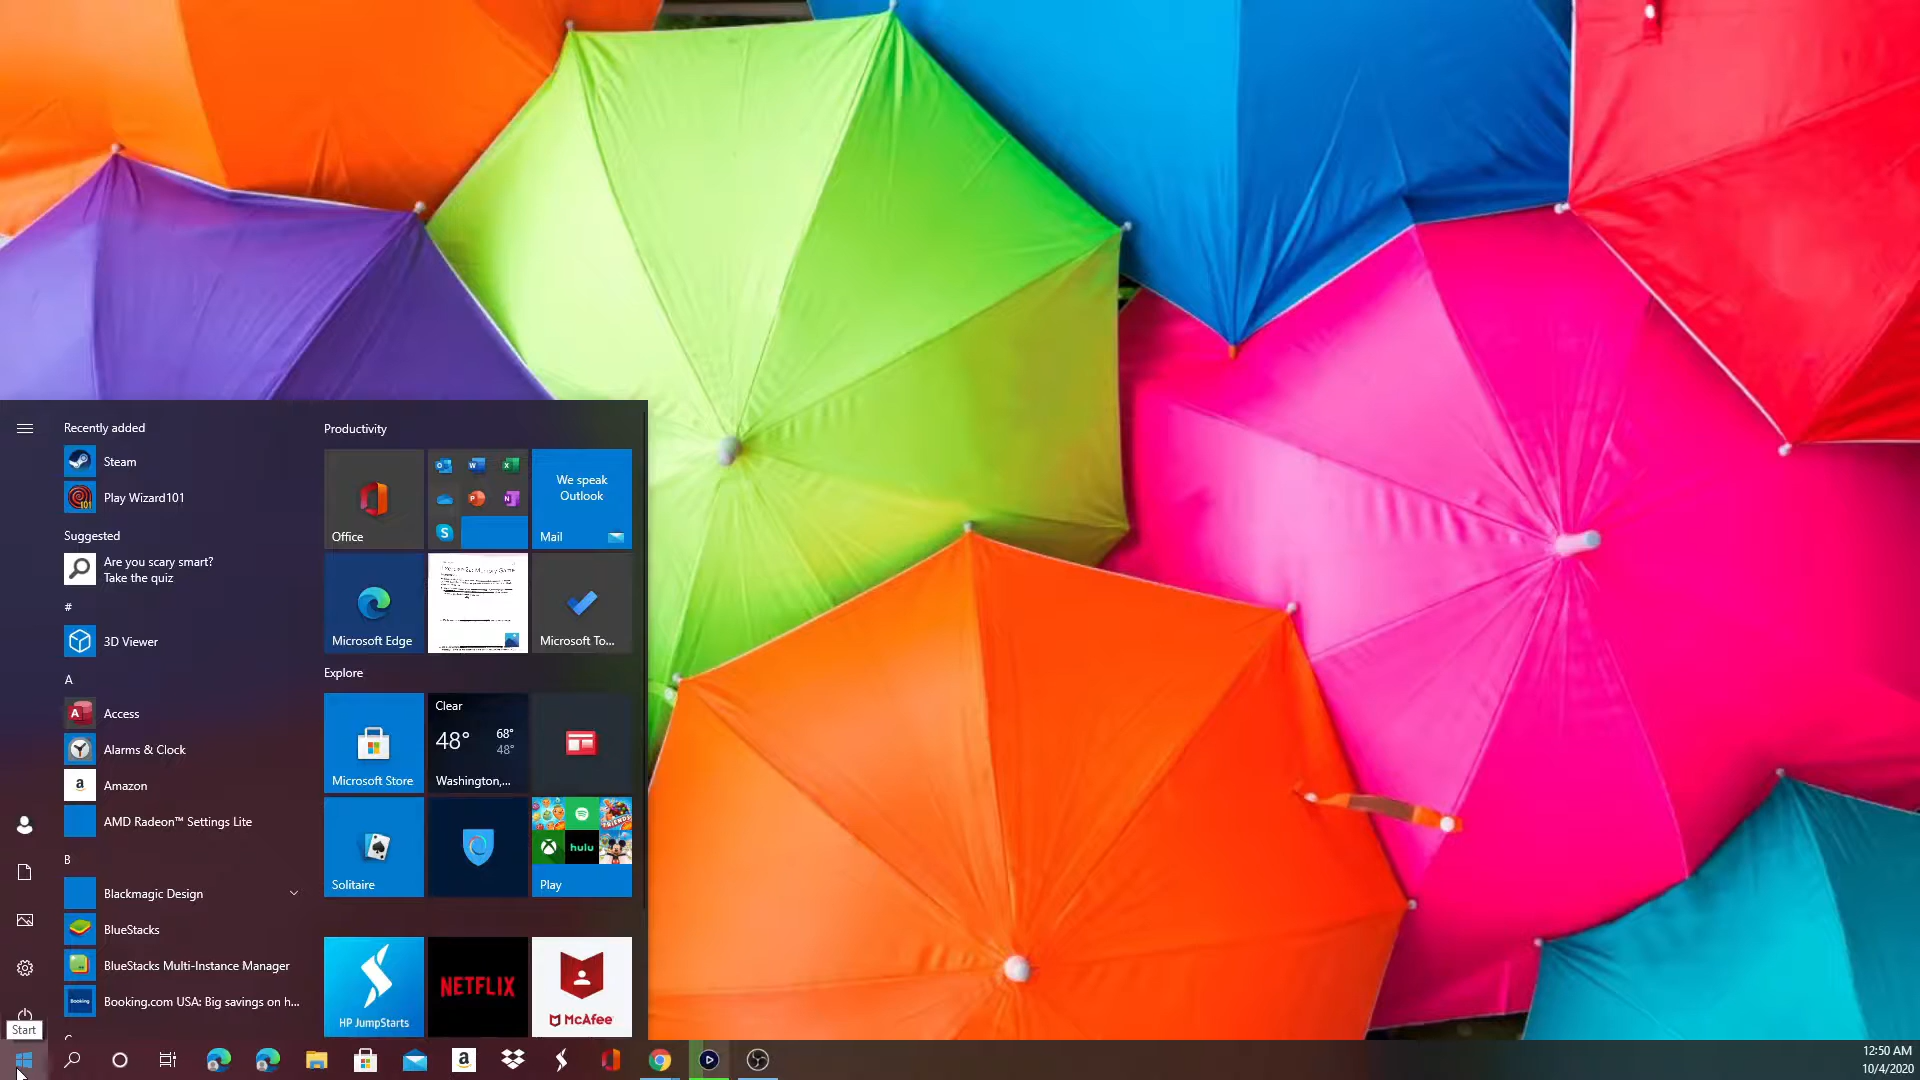 Recently added
Steam
Play Wizard101
Suggested
Are you scary smart?
Take the quiz
#
3D Viewer
A
Access
Alarms & Clock
Amazon
AMD Radeon™ Settings Lite
B
Blackmagic Design
BlueStacks
BlueStacks Multi-Instance Manager
Booking.com USA: Big savings on h...
Start
Productivity
Office
We speak
Outlook
Mail
Microsoft Edge
Microsoft To...
Explore
Microsoft Store
Clear
48° 68°
48°
Washington,...
Solitaire
hulu
Play
HP JumpStarts
NETFLIX
McAfee
12:50 AM
10/4/2020